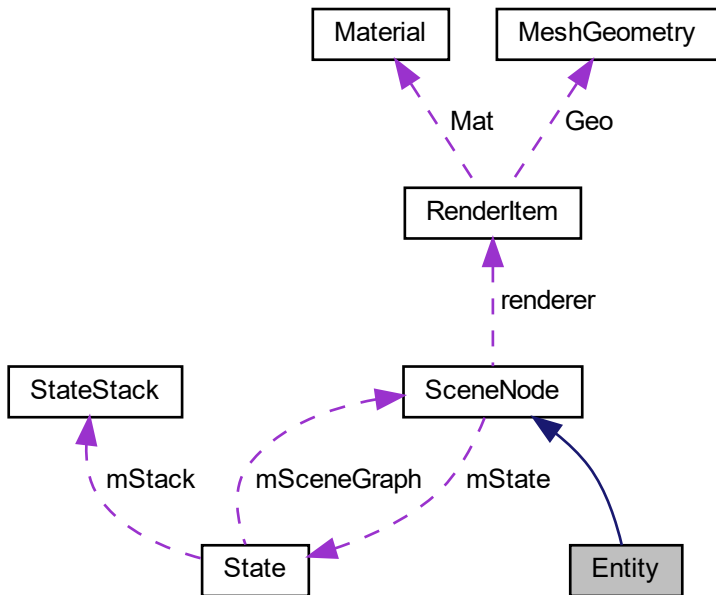 Material
MeshGeometry
Mat
Geo
RenderItem
renderer
StateStack
SceneNode
mStack
mSceneGraph
mState
State
Entity